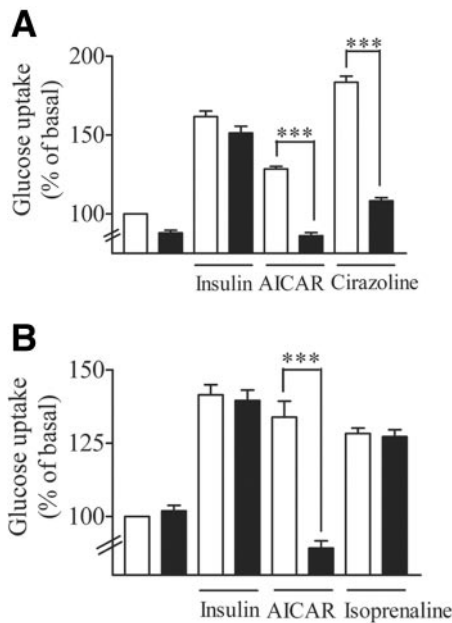 A
Glucose uptake
(% of basal)
200
150
100
***
***
Insulin AICAR Cirazoline
B
Glucose uptake
(% of basal)
150
125
100
***
Insulin AICAR Isoprenaline